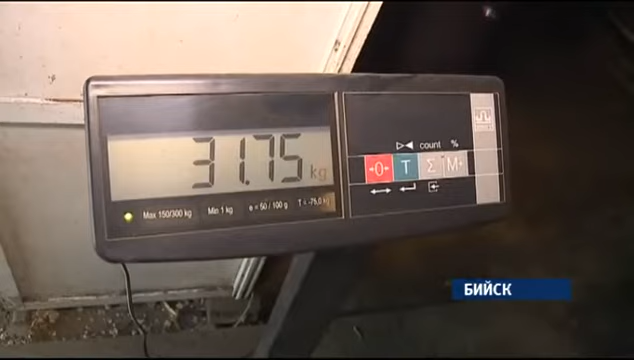 31.75 kg
count %
→0← T Σ M+
Max 150/300 kg Min 1 kg e = 50 / 100 g T = -75,0 kg
БИЙСК